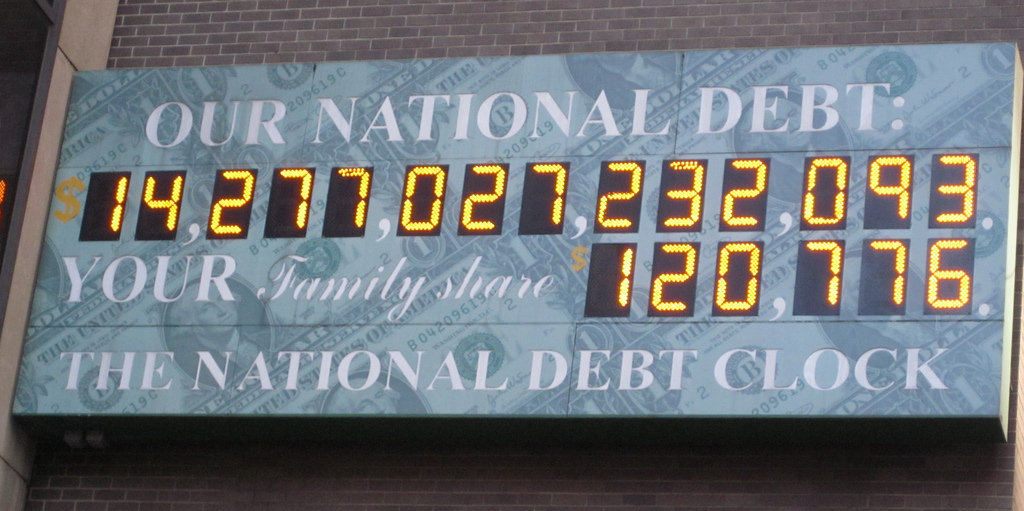 OUR NATIONAL DEBT:
$14,277,027,232,093.
YOUR Family share $120,776.
THE NATIONAL DEBT CLOCK